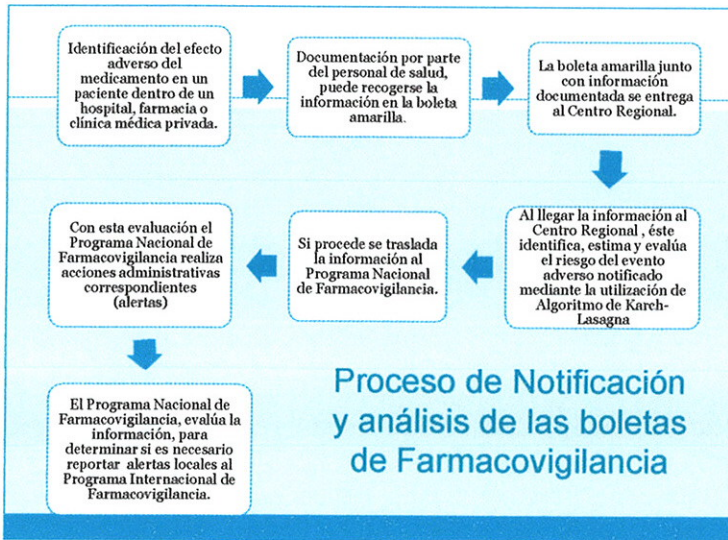 Identificación del efecto
adverso del
medicamento en un
paciente dentro de un
hospital, farmacia o
clínica médica privada.
Documentación por parte
del personal de salud,
puede recogerse la
información en la boleta
amarilla.
La boleta amarilla junto
con información
documentada se entrega
al Centro Regional.
Al llegar la información al
Centro Regional , éste
identifica, estima y evalúa
el riesgo del evento
adverso notificado
mediante la utilización de
Algoritmo de Karch-
Lasagna
Si procede se traslada
la información al
Programa Nacional
de Farmacovigilancia.
Con esta evaluación el
Programa Nacional de
Farmacovigilancia realiza
acciones administrativas
correspondientes
(alertas)
El Programa Nacional de
Farmacovigilancia, evalúa la
información, para
determinar si es necesario
reportar alertas locales al
Programa Internacional de
Farmacovigilancia.
Proceso de Notificación
y análisis de las boletas
de Farmacovigilancia